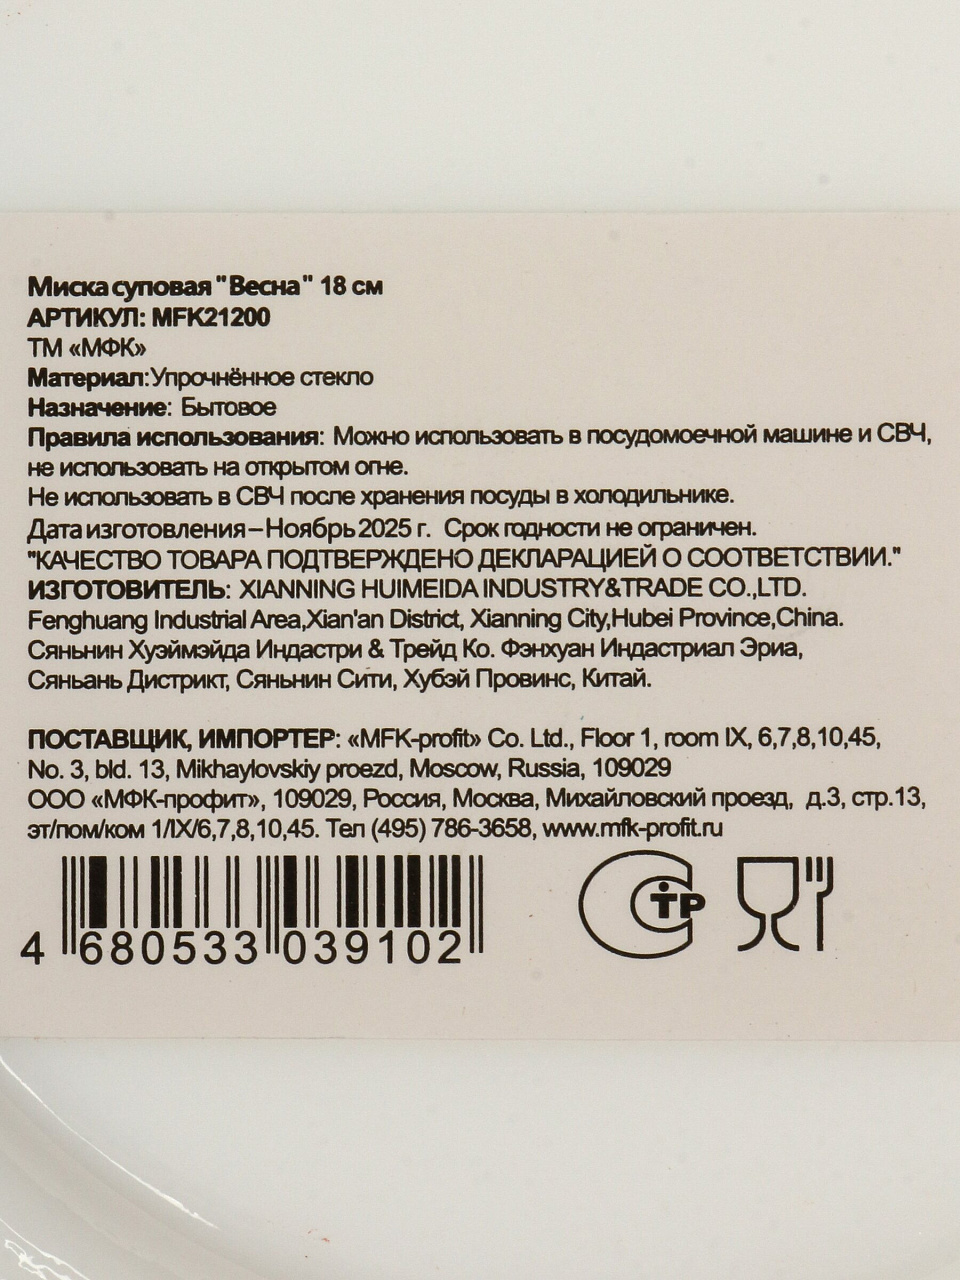 Миска суповая "Весна" 18 см
АРТИКУЛ: MFK21200
ТМ «МФК»
Материал:Упрочнённое стекло
Назначение: Бытовое
Правила использования: Можно использовать в посудомоечной машине и СВЧ,
не использовать на открытом огне.
Не использовать в СВЧ после хранения посуды в холодильнике.
Дата изготовления – Ноябрь 2025 г. Срок годности не ограничен.
"КАЧЕСТВО ТОВАРА ПОДТВЕРЖДЕНО ДЕКЛАРАЦИЕЙ О СООТВЕТСТВИИ."
ИЗГОТОВИТЕЛЬ: XIANNING HUIMEIDA INDUSTRY&TRADE CO.,LTD.
Fenghuang Industrial Area,Xian'an District, Xianning City,Hubei Province,China.
Сяньнин Хуэймэйда Индастри & Трейд Ко. Фэнхуан Индастриал Эриа,
Сяньань Дистрикт, Сяньнин Сити, Хубэй Провинс, Китай.
ПОСТАВЩИК, ИМПОРТЕР: «MFK-profit» Co. Ltd., Floor 1, room IX, 6,7,8,10,45,
No. 3, bld. 13, Mikhaylovskiy proezd, Moscow, Russia, 109029
ООО «МФК-профит», 109029, Россия, Москва, Михайловский проезд, д.3, стр.13,
эт/пом/ком 1/IX/6,7,8,10,45. Тел (495) 786-3658, www.mfk-profit.ru
4 680533 039102
СТР